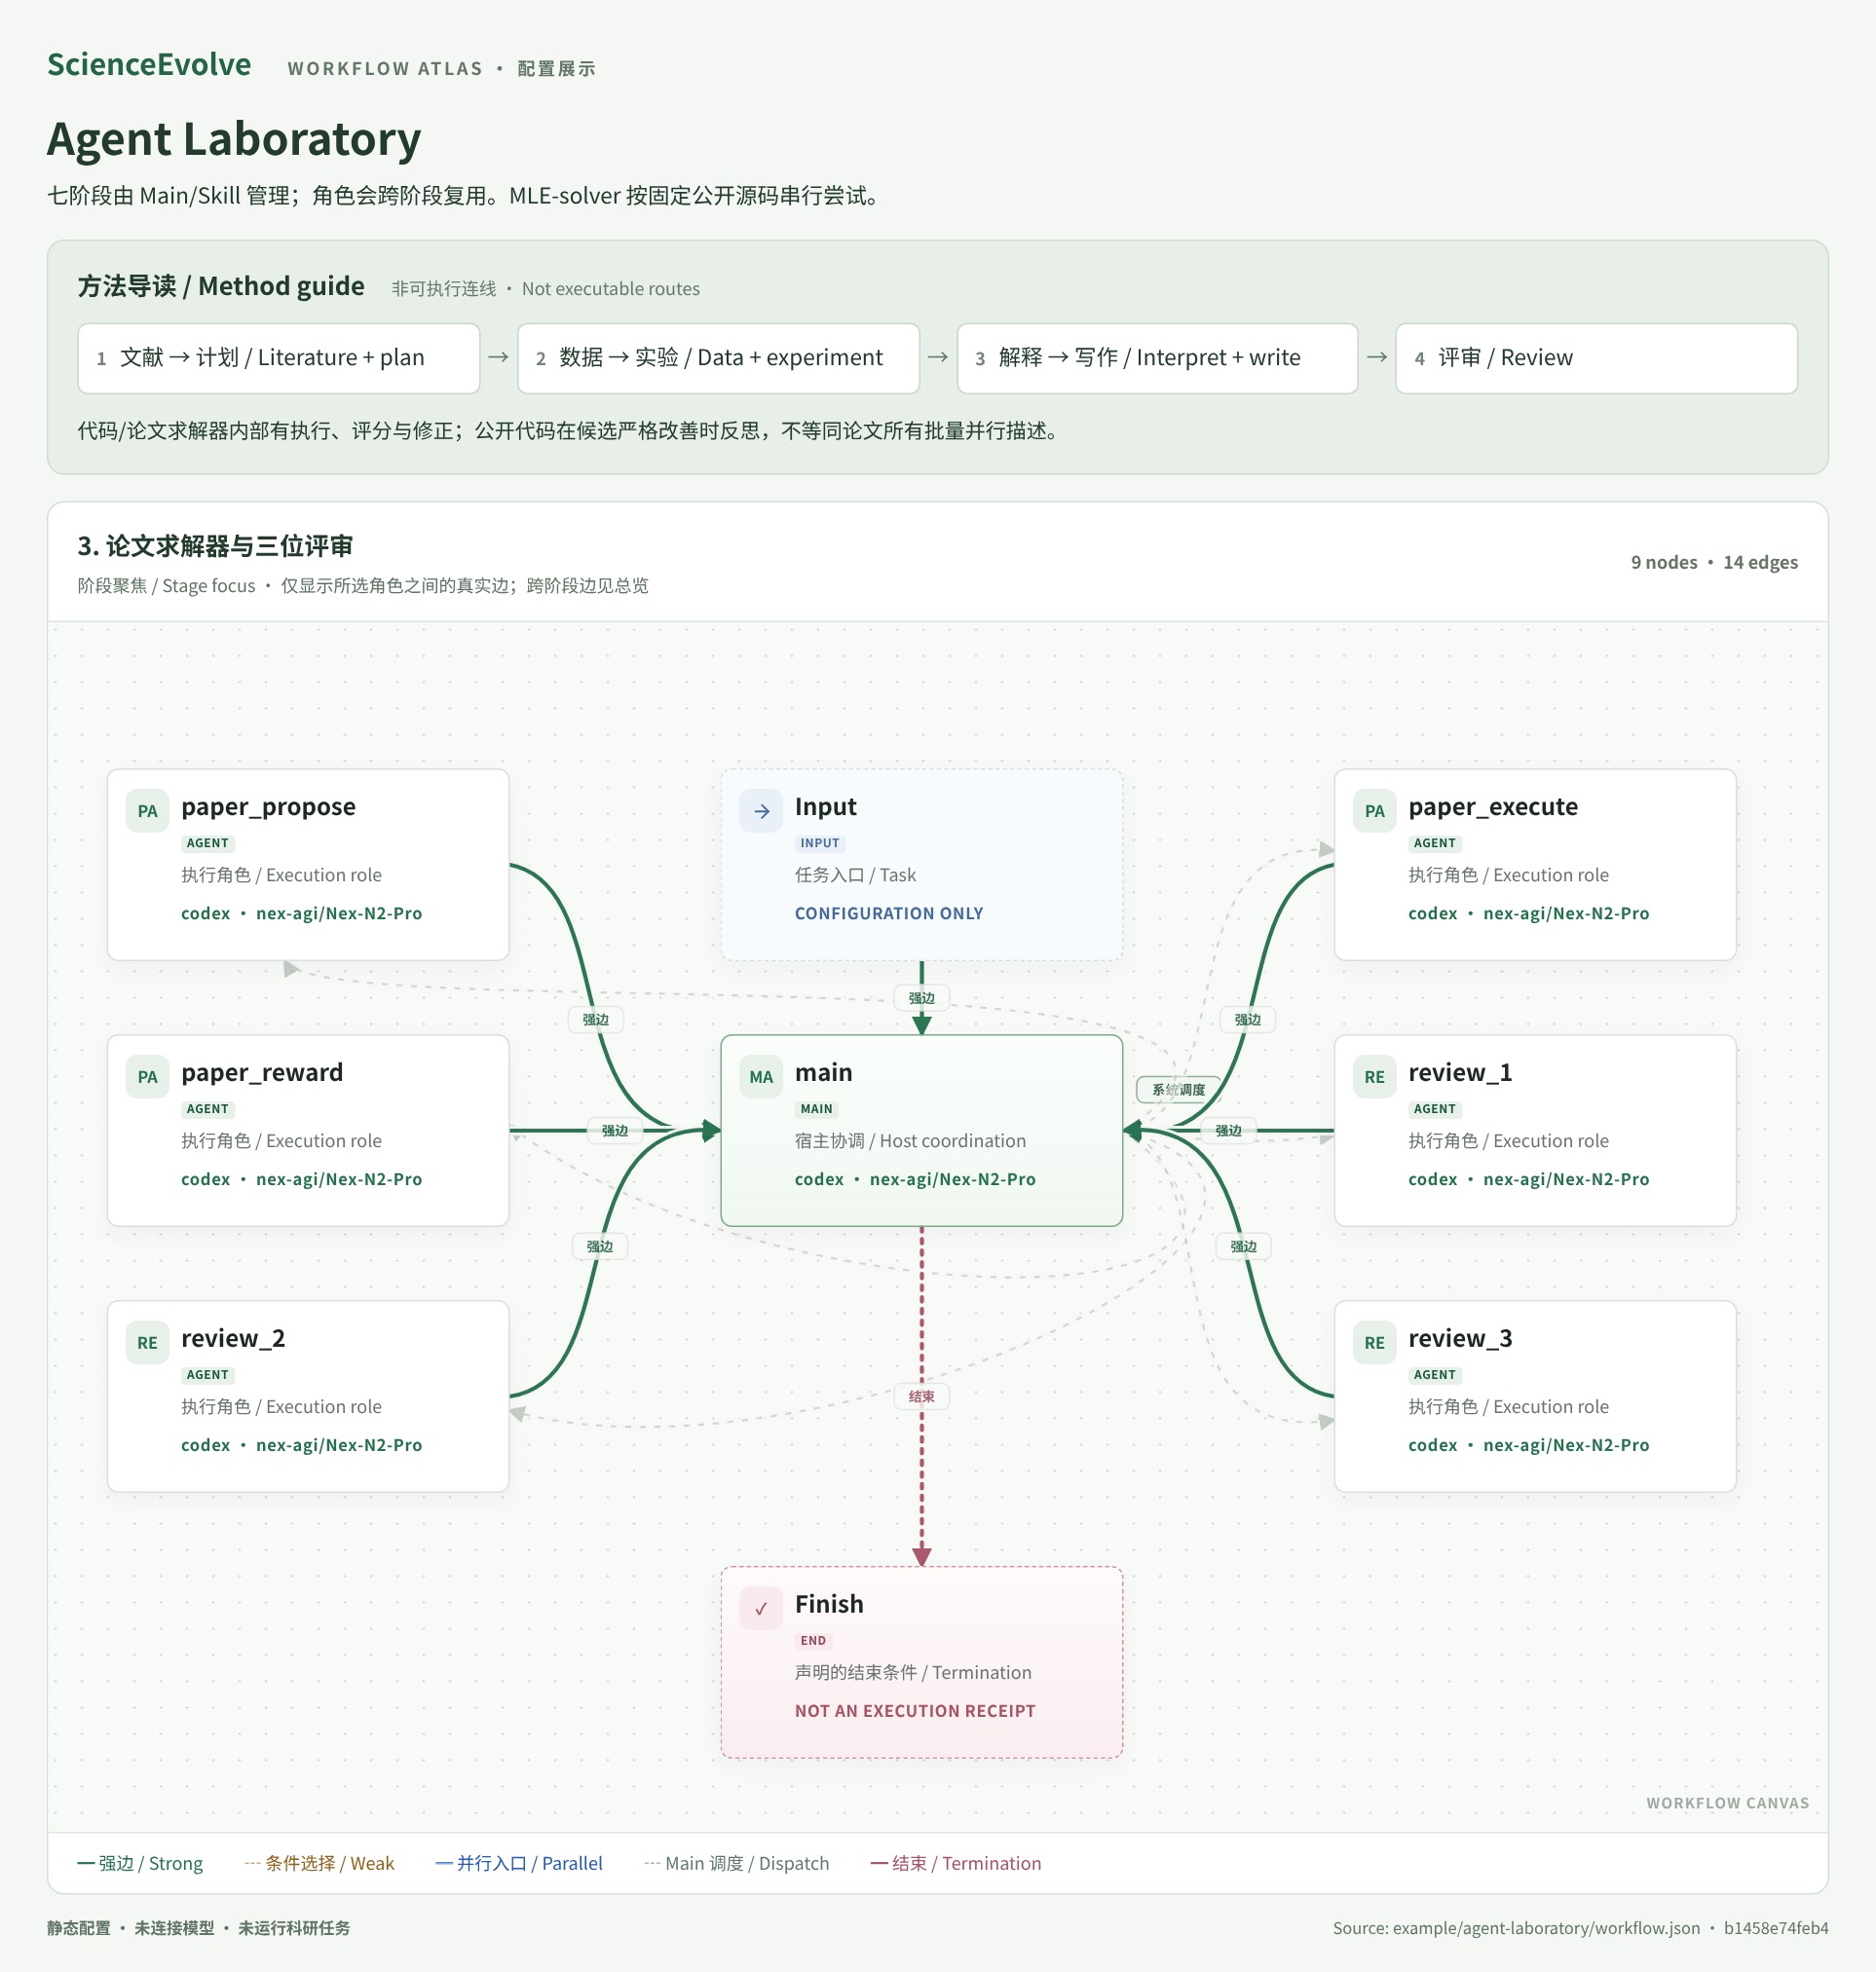 ScienceEvolve WORKFLOW ATLAS • 配置展示
Agent Laboratory
七阶段由 Main/Skill 管理；角色会跨阶段复用。MLE-solver 按固定公开源码串行尝试。
方法导读 / Method guide 非可执行连线 • Not executable routes
1 文献 → 计划 / Literature + plan → 2 数据 → 实验 / Data + experiment → 3 解释 → 写作 / Interpret + write → 4 评审 / Review
代码/论文求解器内部有执行、评分与修正；公开代码在候选严格改善时反思，不等同论文所有批量并行描述。
3. 论文求解器与三位评审
阶段聚焦 / Stage focus • 仅显示所选角色之间的真实边；跨阶段边见总览
9 nodes • 14 edges
PA paper_propose
AGENT
执行角色 / Execution role
codex • nex-agi/Nex-N2-Pro
→ Input
INPUT
任务入口 / Task
CONFIGURATION ONLY
PA paper_execute
AGENT
执行角色 / Execution role
codex • nex-agi/Nex-N2-Pro
强边
强边
强边
PA paper_reward
AGENT
执行角色 / Execution role
codex • nex-agi/Nex-N2-Pro
强边
MA main
MAIN
宿主协调 / Host coordination
codex • nex-agi/Nex-N2-Pro
系统调度
强边
RE review_1
AGENT
执行角色 / Execution role
codex • nex-agi/Nex-N2-Pro
强边
强边
RE review_2
AGENT
执行角色 / Execution role
codex • nex-agi/Nex-N2-Pro
结束
RE review_3
AGENT
执行角色 / Execution role
codex • nex-agi/Nex-N2-Pro
✓ Finish
END
声明的结束条件 / Termination
NOT AN EXECUTION RECEIPT
WORKFLOW CANVAS
强边 / Strong 条件选择 / Weak 并行入口 / Parallel Main 调度 / Dispatch 结束 / Termination
静态配置 • 未连接模型 • 未运行科研任务
Source: example/agent-laboratory/workflow.json • b1458e74feb4